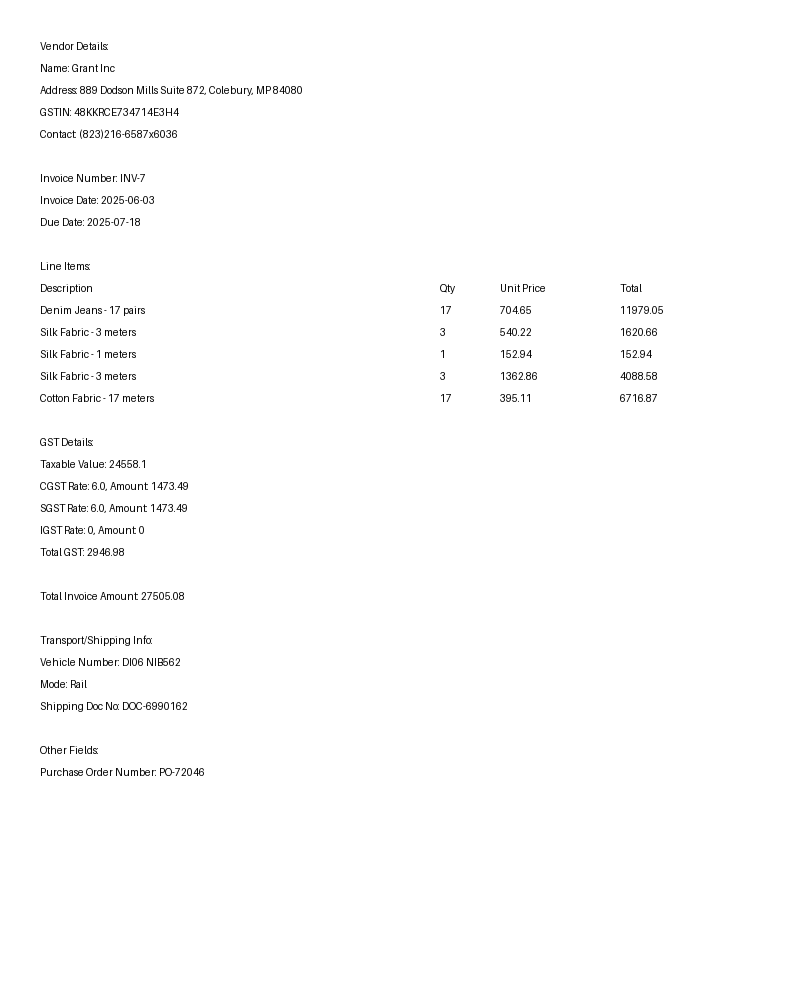 Vendor Details:
Name: Grant Inc
Address: 889 Dodson Mills Suite 872, Colebury, MP 84080
GSTIN: 48KKRCE734714E3H4
Contact: (823)216-6587x6036
Invoice Number: INV-7
Invoice Date: 2025-06-03
Due Date: 2025-07-18
Line Items:
Description Qty Unit Price Total
Denim Jeans - 17 pairs 17 704.65 11979.05
Silk Fabric - 3 meters 3 540.22 1620.66
Silk Fabric - 1 meters 1 152.94 152.94
Silk Fabric - 3 meters 3 1362.86 4088.58
Cotton Fabric - 17 meters 17 395.11 6716.87
GST Details:
Taxable Value: 24558.1
CGST Rate: 6.0, Amount: 1473.49
SGST Rate: 6.0, Amount: 1473.49
IGST Rate: 0, Amount: 0
Total GST: 2946.98
Total Invoice Amount: 27505.08
Transport/Shipping Info:
Vehicle Number: DI06 NIB562
Mode: Rail
Shipping Doc No: DOC-6990162
Other Fields:
Purchase Order Number: PO-72046